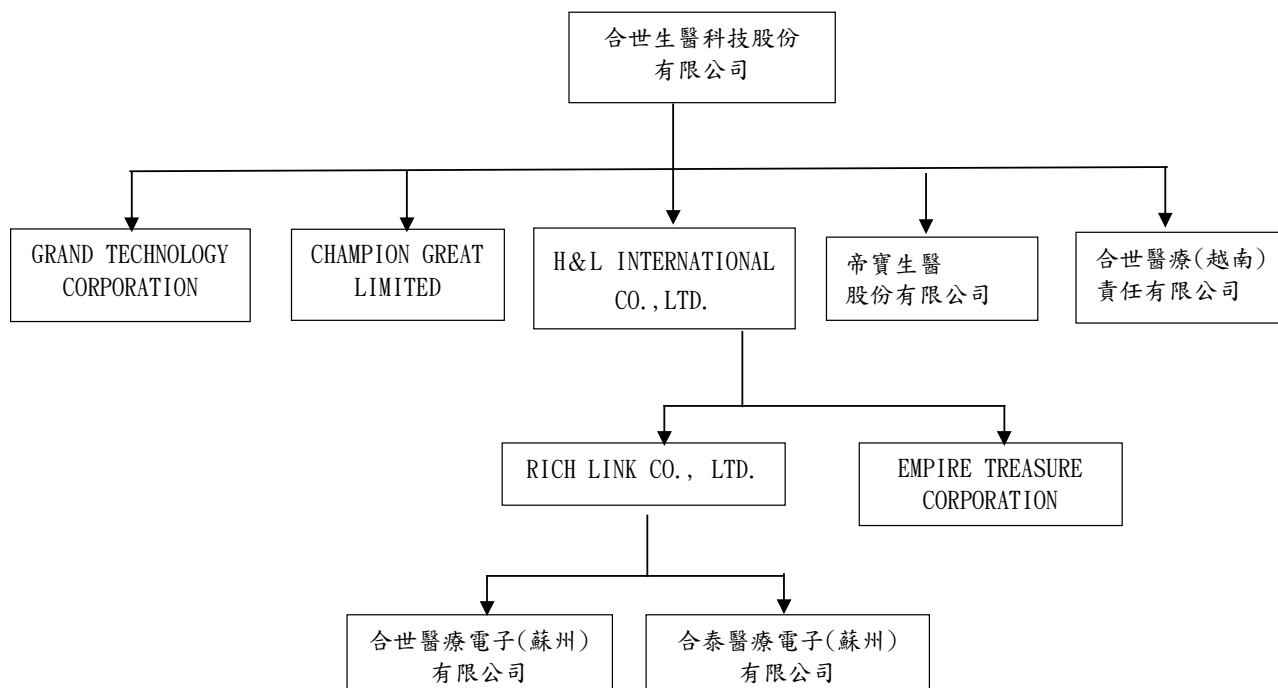 合世生醫科技股份
有限公司
GRAND TECHNOLOGY
CORPORATION
CHAMPION GREAT
LIMITED
H&L INTERNATIONAL
CO.,LTD.
帝寶生醫
股份有限公司
合世醫療(越南)
責任有限公司
RICH LINK CO., LTD.
EMPIRE TREASURE
CORPORATION
合世醫療電子(蘇州)
有限公司
合泰醫療電子(蘇州)
有限公司